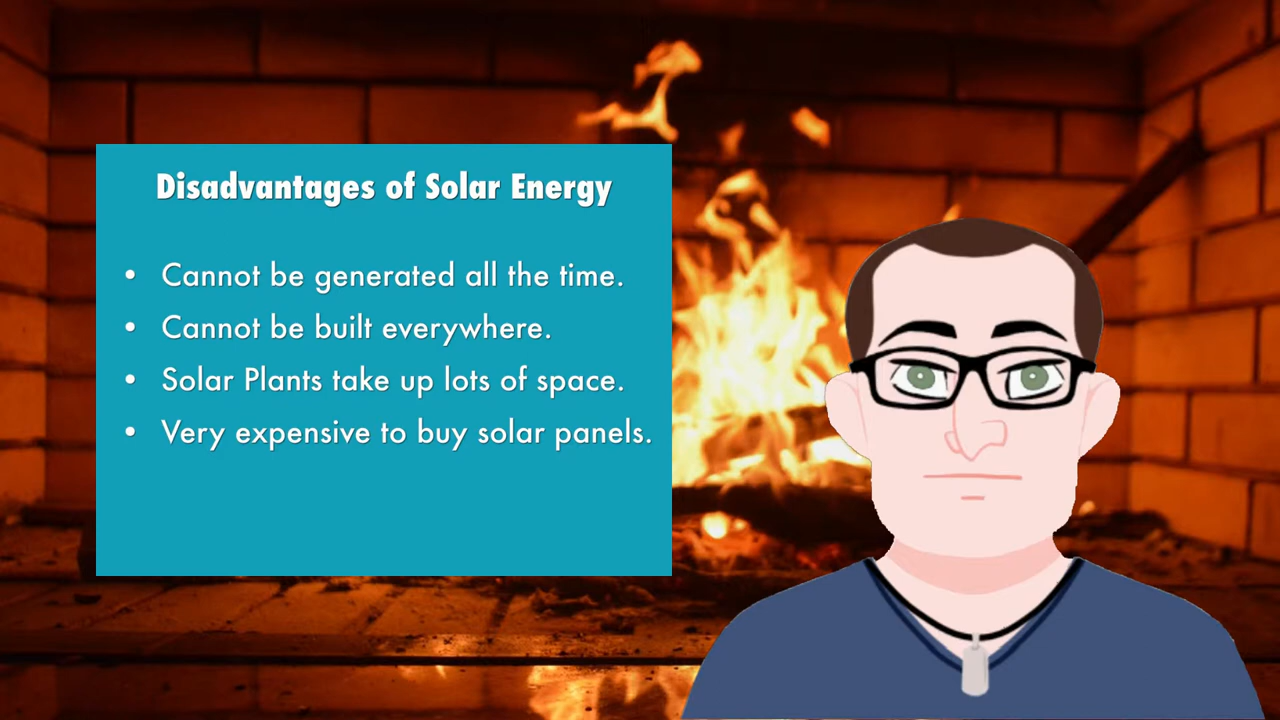 Disadvantages of Solar Energy
• Cannot be generated all the time.
• Cannot be built everywhere.
• Solar Plants take up lots of space.
• Very expensive to buy solar panels.